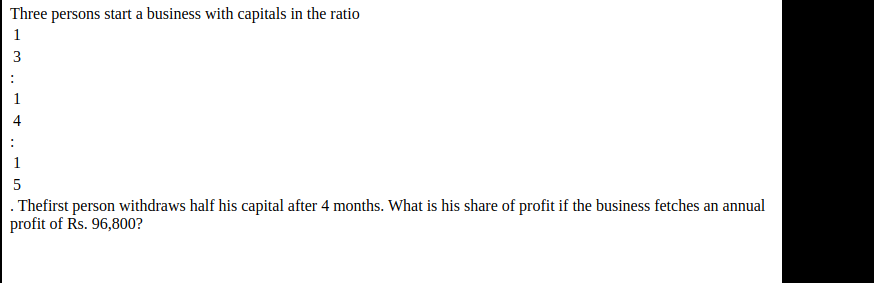 Three persons start a business with capitals in the ratio
1
3
:
1
4
:
1
5
. Thefirst person withdraws half his capital after 4 months. What is his share of profit if the business fetches an annual
profit of Rs. 96,800?